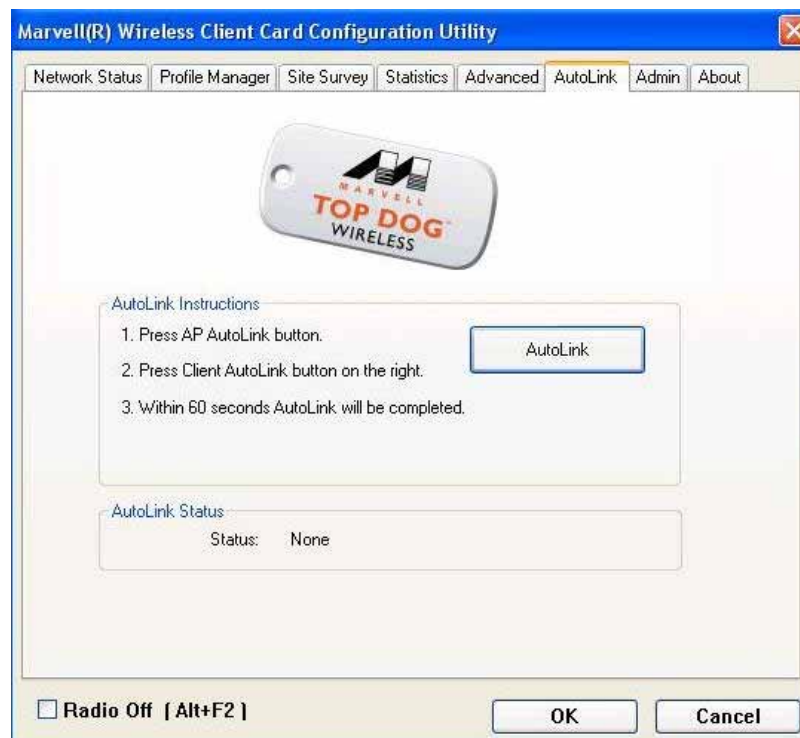 Marvell(R) Wireless Client Card Configuration Utility
Network Status Profile Manager Site Survey Statistics Advanced AutoLink Admin About
MARVELL
TOP DOG™
WIRELESS
AutoLink Instructions
1. Press AP AutoLink button.
AutoLink
2. Press Client AutoLink button on the right.
3. Within 60 seconds AutoLink will be completed.
AutoLink Status
Status: None
Radio Off [ Alt+F2 ]
OK Cancel